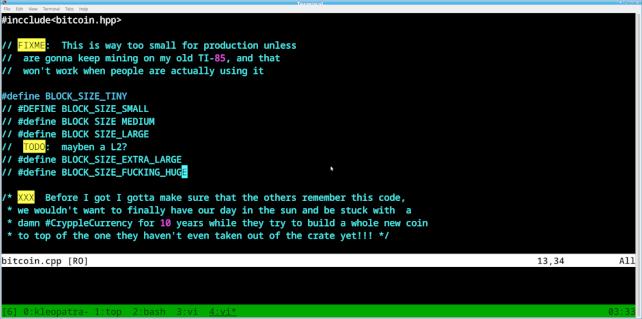 Terminal
File Edit View Terminal Tabs Help
#incclude<bitcoin.hpp>
// FIXME: This is way too small for production unless
// are gonna keep mining on my old TI-85, and that
// won't work when people are actually using it
#define BLOCK_SIZE_TINY
// #DEFINE BLOCK_SIZE_SMALL
// #define BLOCK SIZE MEDIUM
// #define BLOCK_SIZE_LARGE
// TODO: mayben a L2?
// #define BLOCK_SIZE_EXTRA_LARGE
// #define BLOCK_SIZE_FUCKING_HUGE
/* XXX Before I got I gotta make sure that the others remember this code,
* we wouldn't want to finally have our day in the sun and be stuck with a
* damn #CryppleCurrency for 10 years while they try to build a whole new coin
* to top of the one they haven't even taken out of the crate yet!!! */
bitcoin.cpp [RO] 13,34 All
[6] 0:kleopatra- 1:top 2:bash 3:vi 4:vi* 03:33